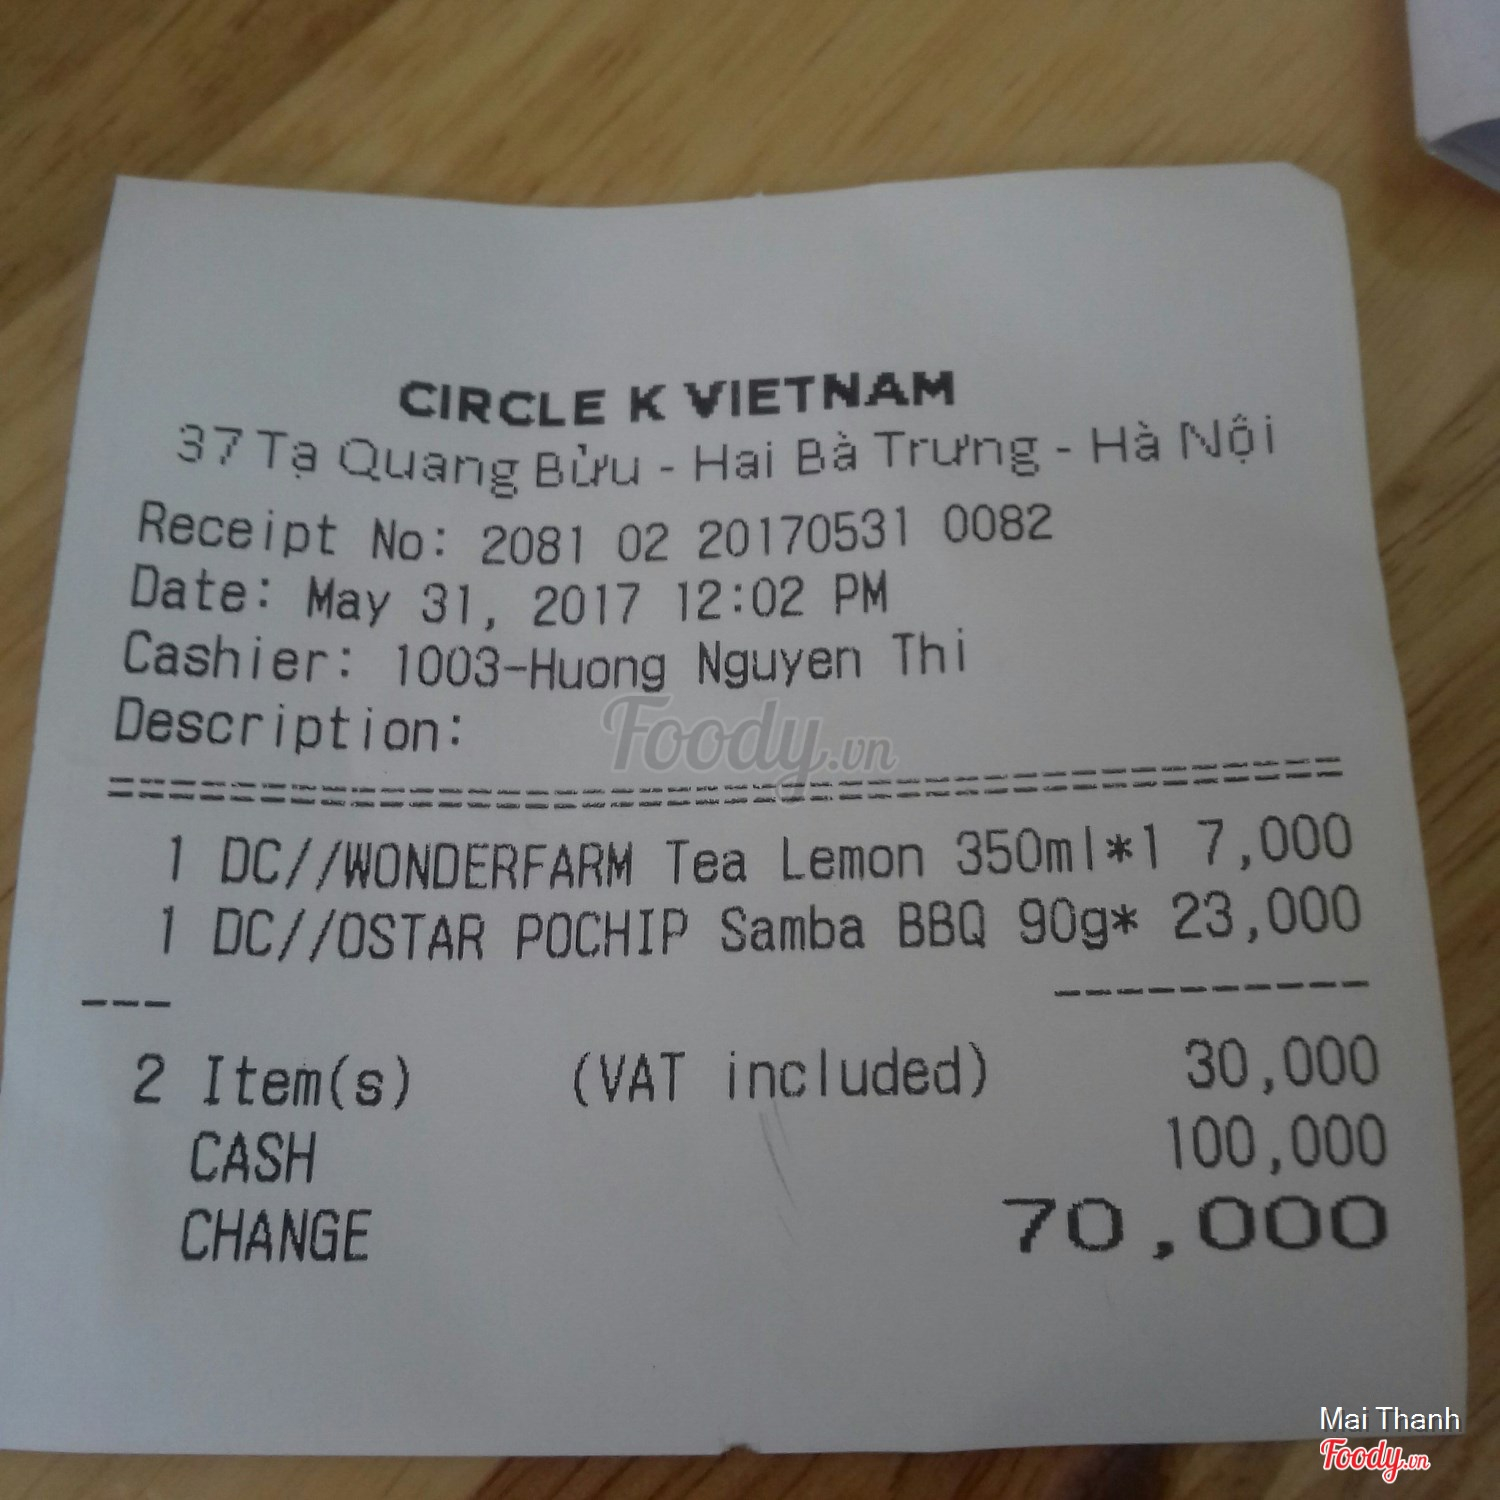 CIRCLE K VIETNAM
37 Tạ Quang Bửu - Hai Bà Trưng - Hà Nội
Receipt No: 2081 02 20170531 0082
Date: May 31, 2017 12:02 PM
Cashier: 1003-Huong Nguyen Thi
Description:
Foody.vn
1 DC//WONDERFARM Tea Lemon 350ml*1 7,000
1 DC//OSTAR POCHIP Samba BBQ 90g* 23,000
2 Item(s) (VAT included) 30,000
CASH 100,000
CHANGE 70,000
Mai Thanh
Foody.vn